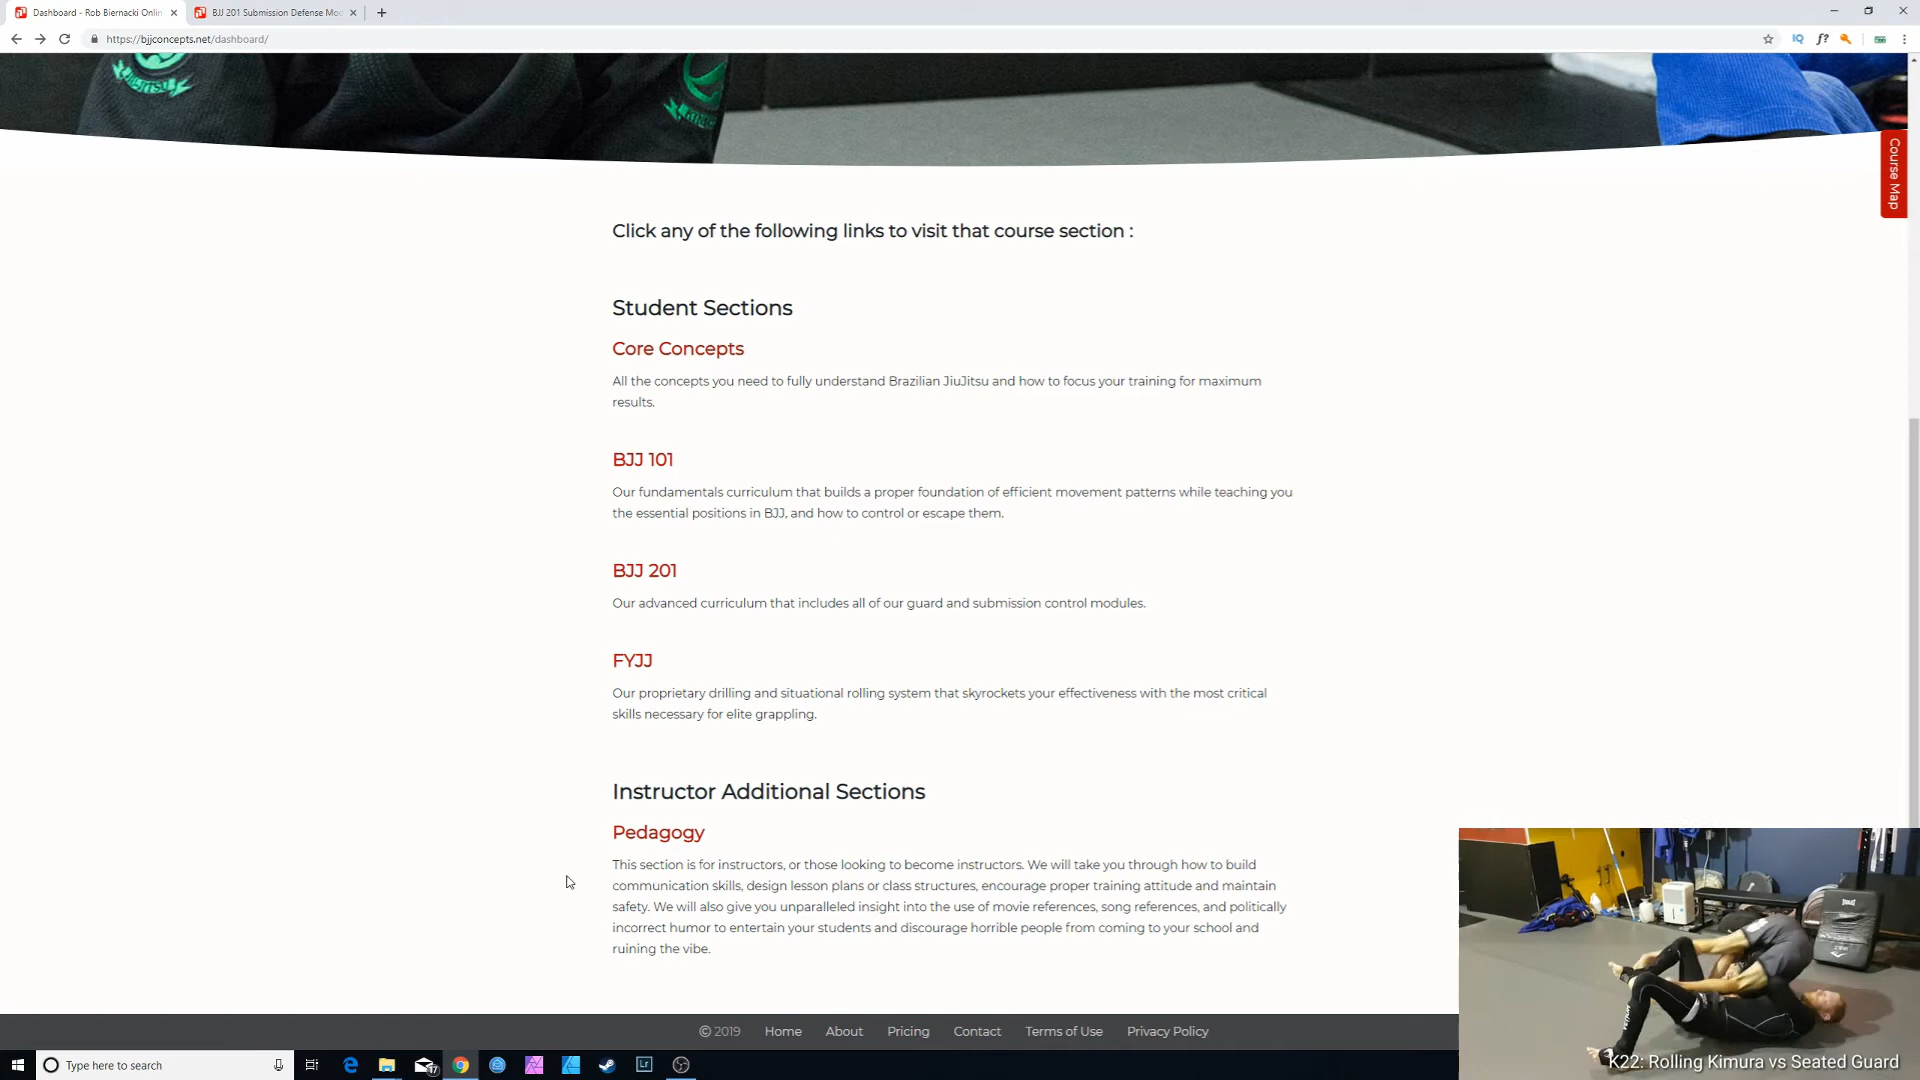 Dashboard - Rob Biernacki Onlin
BJJ 201 Submission Defense Mod
https://bjjconcepts.net/dashboard/
Course Map
Click any of the following links to visit that course section :
Student Sections
Core Concepts
All the concepts you need to fully understand Brazilian JiuJitsu and how to focus your training for maximum
results.
BJJ 101
Our fundamentals curriculum that builds a proper foundation of efficient movement patterns while teaching you
the essential positions in BJJ, and how to control or escape them.
BJJ 201
Our advanced curriculum that includes all of our guard and submission control modules.
FYJJ
Our proprietary drilling and situational rolling system that skyrockets your effectiveness with the most critical
skills necessary for elite grappling.
Instructor Additional Sections
Pedagogy
This section is for instructors, or those looking to become instructors. We will take you through how to build
communication skills, design lesson plans or class structures, encourage proper training attitude and maintain
safety. We will also give you unparalleled insight into the use of movie references, song references, and politically
incorrect humor to entertain your students and discourage horrible people from coming to your school and
ruining the vibe.
© 2019 Home About Pricing Contact Terms of Use Privacy Policy
K22: Rolling Kimura vs Seated Guard
Type here to search
17
Lr